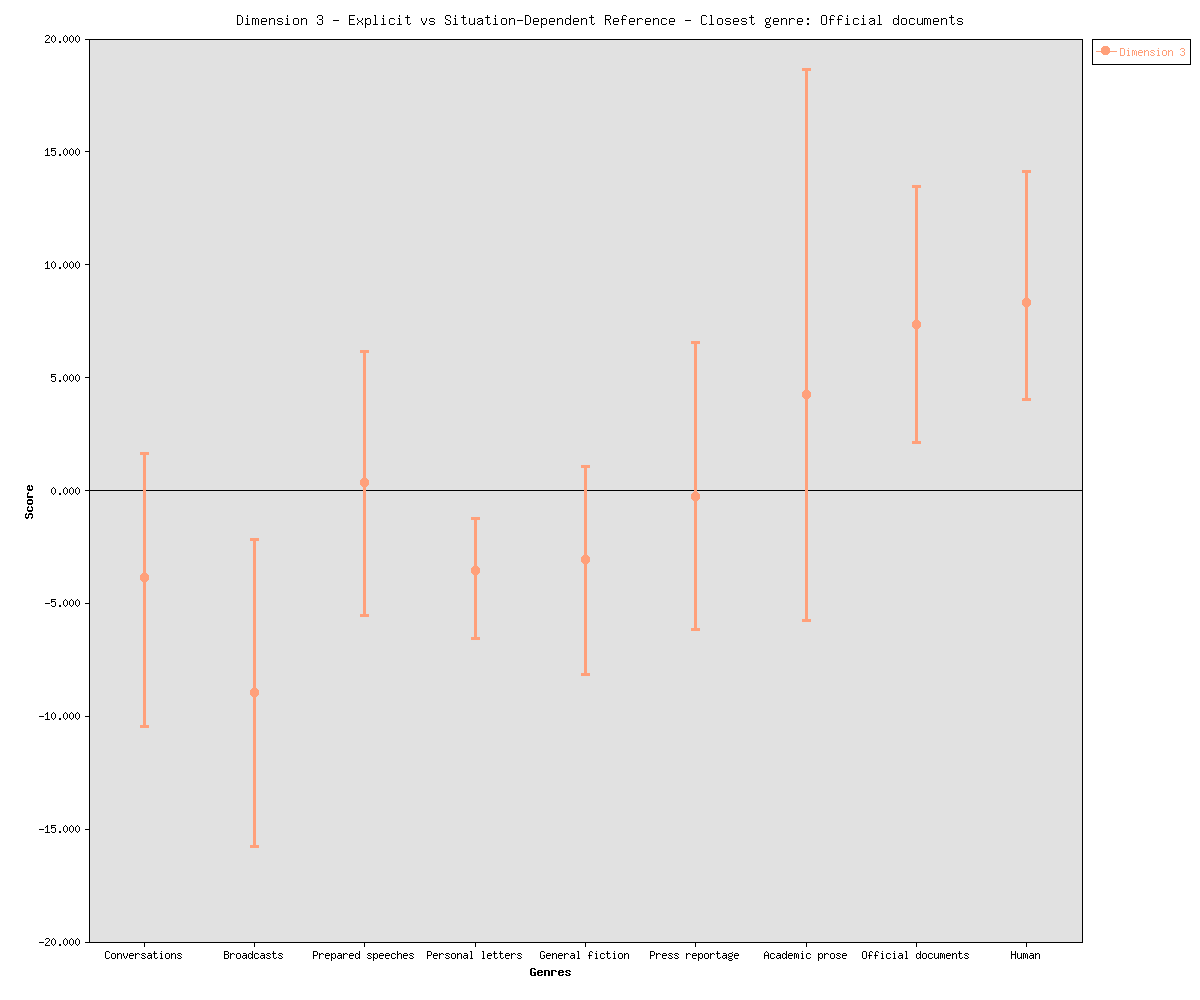 Dimension 3 - Explicit vs Situation-Dependent Reference - Closest genre: Official documents
Dimension 3
20.000
15.000
10.000
5.000
0.000
-5.000
-10.000
-15.000
-20.000
Score
Conversations Broadcasts Prepared speeches Personal letters General fiction Press reportage Academic prose Official documents Human
Genres